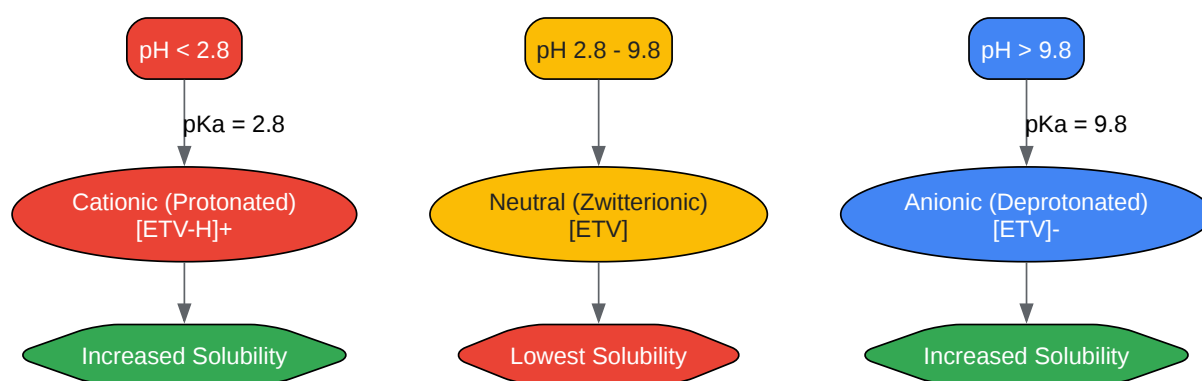 pH < 2.8
pH 2.8 - 9.8
pH > 9.8
pKa = 2.8
pKa = 9.8
Cationic (Protonated)
[ETV-H]+
Neutral (Zwitterionic)
[ETV]
Anionic (Deprotonated)
[ETV]-
Increased Solubility
Lowest Solubility
Increased Solubility